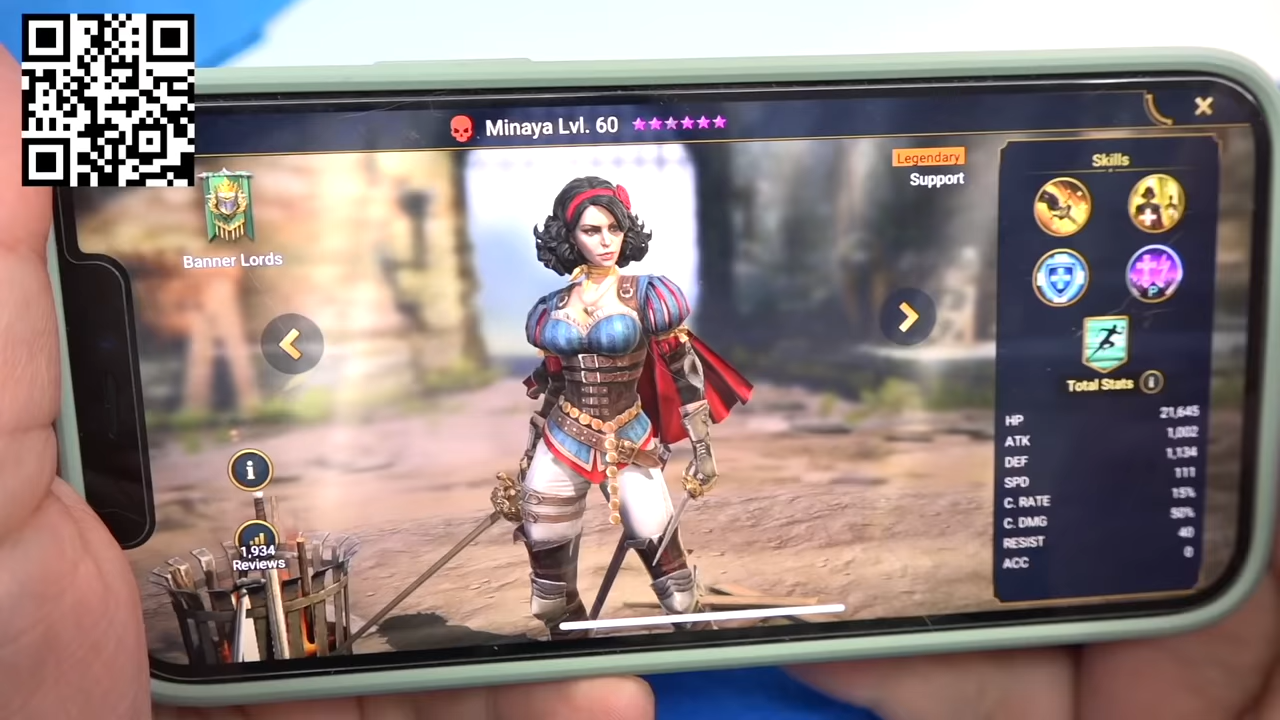 Minaya Lvl. 60
Legendary
Support
Banner Lords
1,934
Reviews
Skills
P
Total Stats
HP 21,645
ATK 1,002
DEF 1,134
SPD 111
C. RATE 15%
C. DMG 50%
RESIST 40
ACC 0